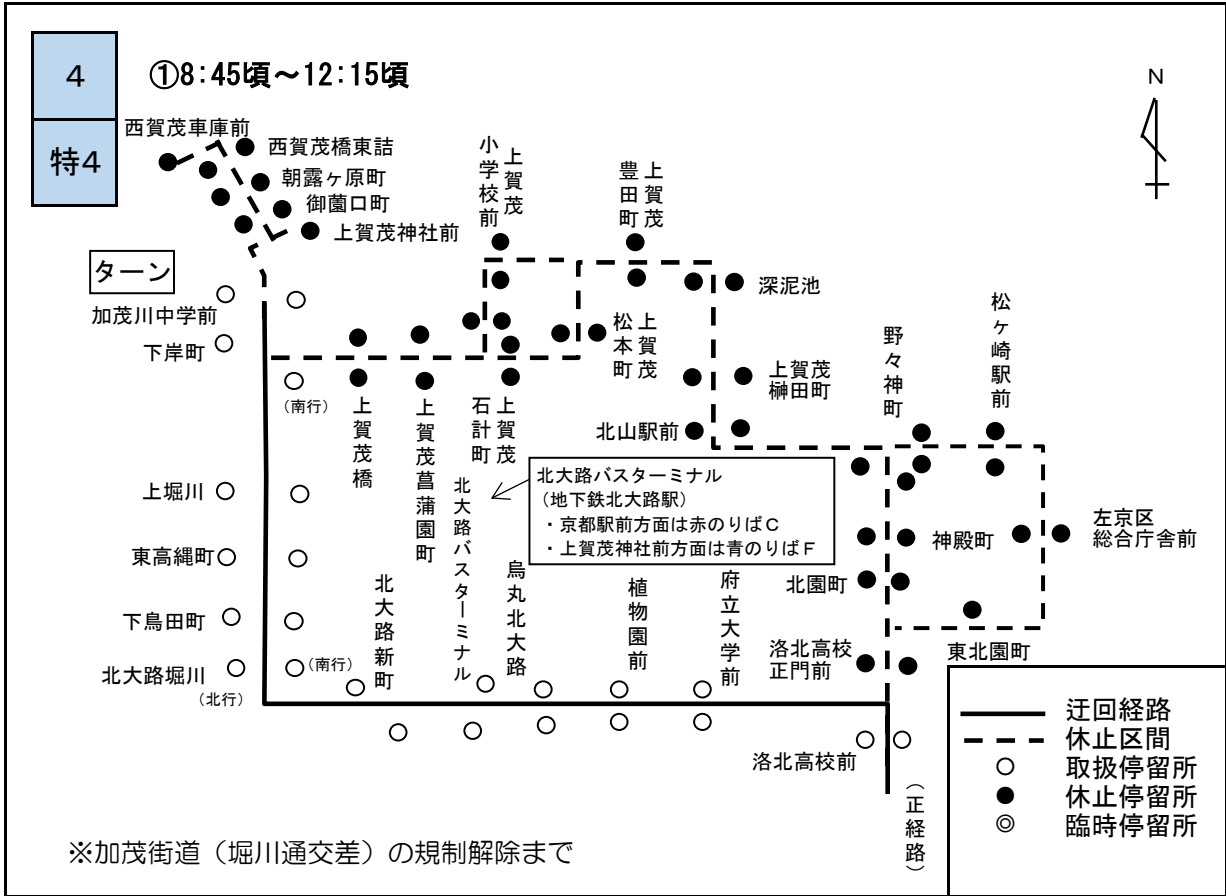 4
特4
①8:45頃～12:15頃
N
西賀茂車庫前
西賀茂橋東詰
朝露ヶ原町
御薗口町
上賀茂神社前
ターン
加茂川中学前
下岸町
(南行)
上賀茂
小学校前
上賀茂
豊田町
深泥池
上賀茂
松本町
上賀茂
榊田町
北山駅前
野々神町
松ヶ崎駅前
上賀茂橋
上賀茂菖蒲園町
上賀茂
石計町
北大路バスターミナル
(地下鉄北大路駅)
・京都駅前方面は赤のりばC
・上賀茂神社前方面は青のりばF
上堀川
東高縄町
下鳥田町
北大路堀川
(北行)
(南行)
北大路新町
北大路バスターミナル
烏丸北大路
植物園前
府立大学前
神殿町
北園町
左京区
総合庁舎前
洛北高校
正門前
東北園町
洛北高校前
(正経路)
迂回経路
休止区間
取扱停留所
休止停留所
臨時停留所
※加茂街道（堀川通交差）の規制解除まで